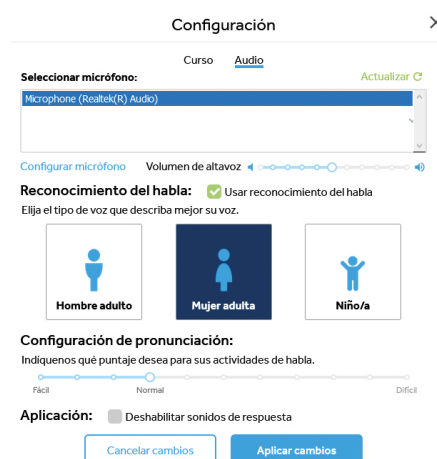 Configuración
Curso Audio
Seleccionar micrófono: Actualizar
Microphone (Realtek(R) Audio)
Configurar micrófono Volumen de altavoz
Reconocimiento del habla: Usar reconocimiento del habla
Elija el tipo de voz que describa mejor su voz.
Hombre adulto Mujer adulta Niño/a
Configuración de pronunciación:
Indíquenos qué puntaje desea para sus actividades de habla.
Fácil Normal Difícil
Aplicación: Deshabilitar sonidos de respuesta
Cancelar cambios Aplicar cambios